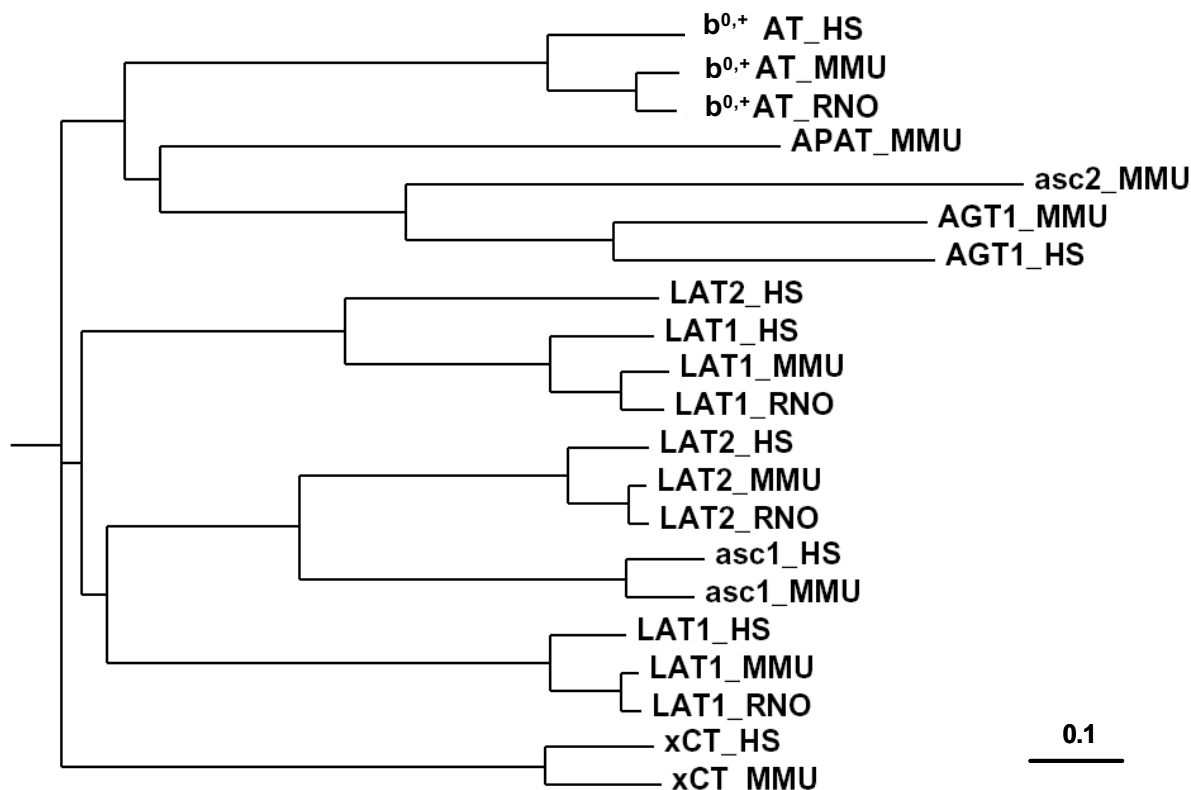 b⁰,⁺ AT_HS
b⁰,⁺ AT_MMU
b⁰,⁺ AT_RNO
APAT_MMU
asc2_MMU
AGT1_MMU
AGT1_HS
LAT2_HS
LAT1_HS
LAT1_MMU
LAT1_RNO
LAT2_HS
LAT2_MMU
LAT2_RNO
asc1_HS
asc1_MMU
LAT1_HS
LAT1_MMU
LAT1_RNO
xCT_HS
xCT MMU
0.1